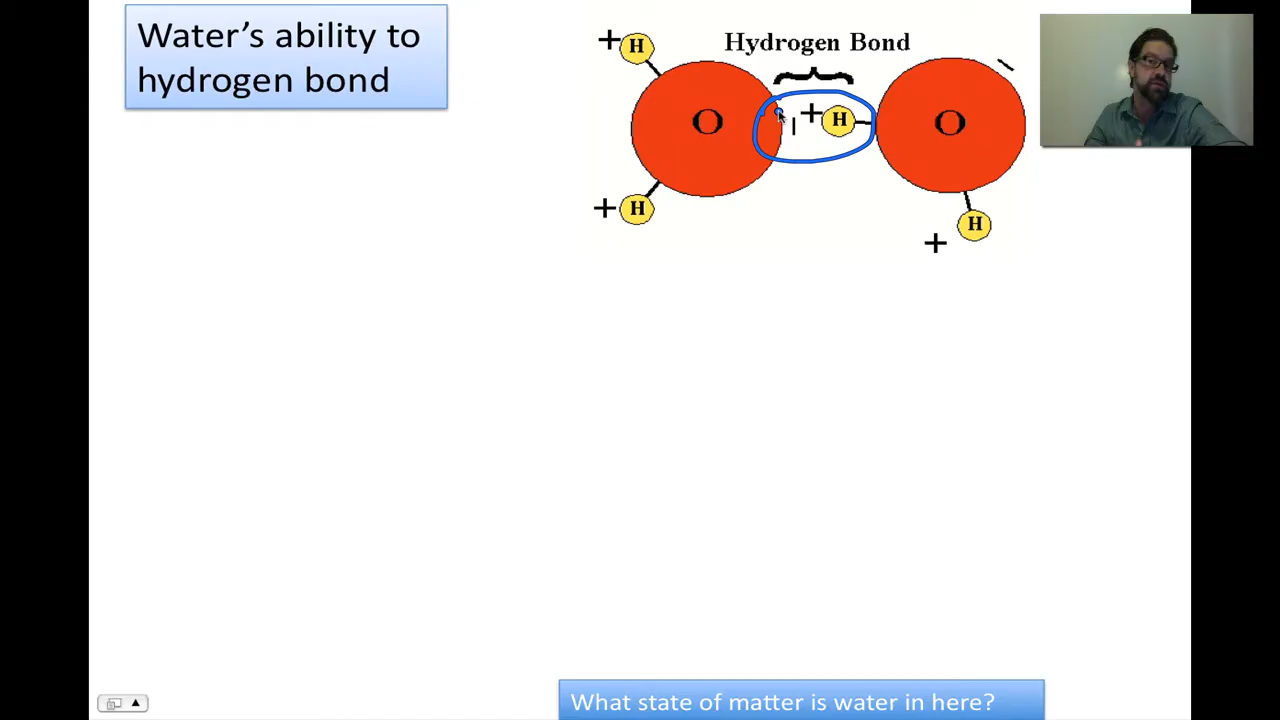 Water's ability to
hydrogen bond
Hydrogen Bond
+ H
O
- + H
O
-
+ H
H
+
What state of matter is water in here?